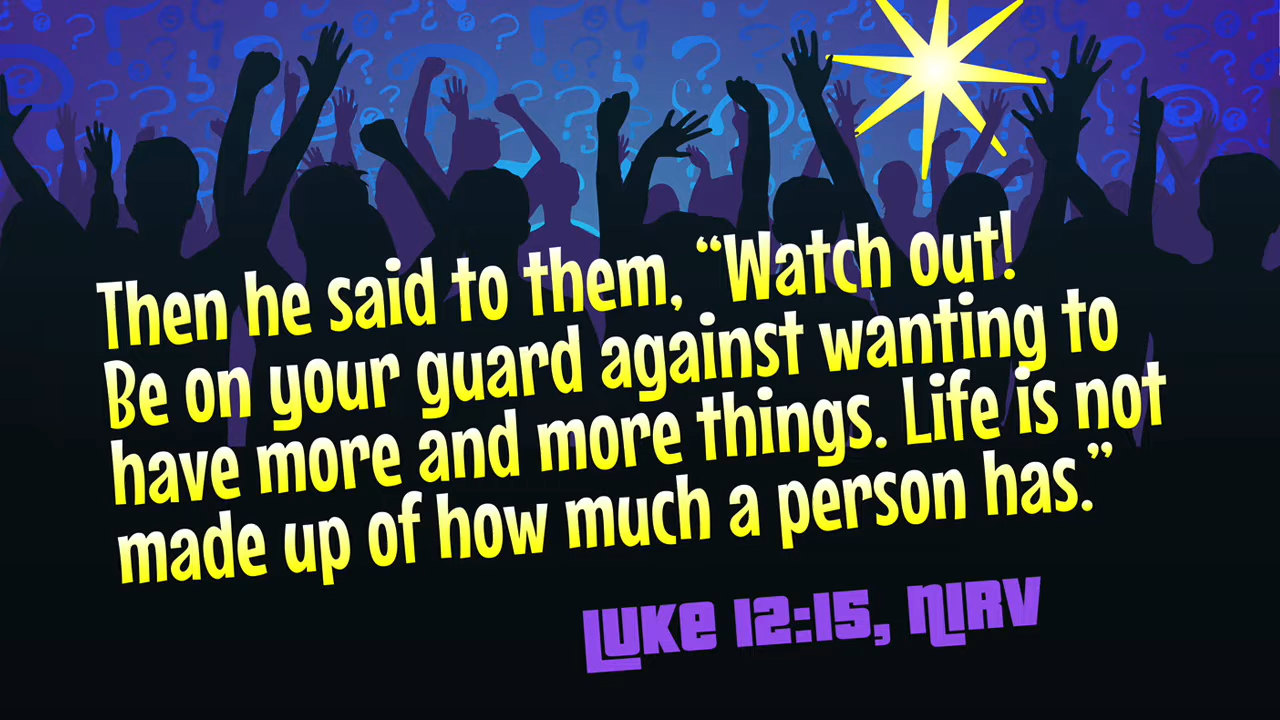 Then he said to them, “Watch out!
Be on your guard against wanting to
have more and more things. Life is not
made up of how much a person has.”
Luke 12:15, NIRV